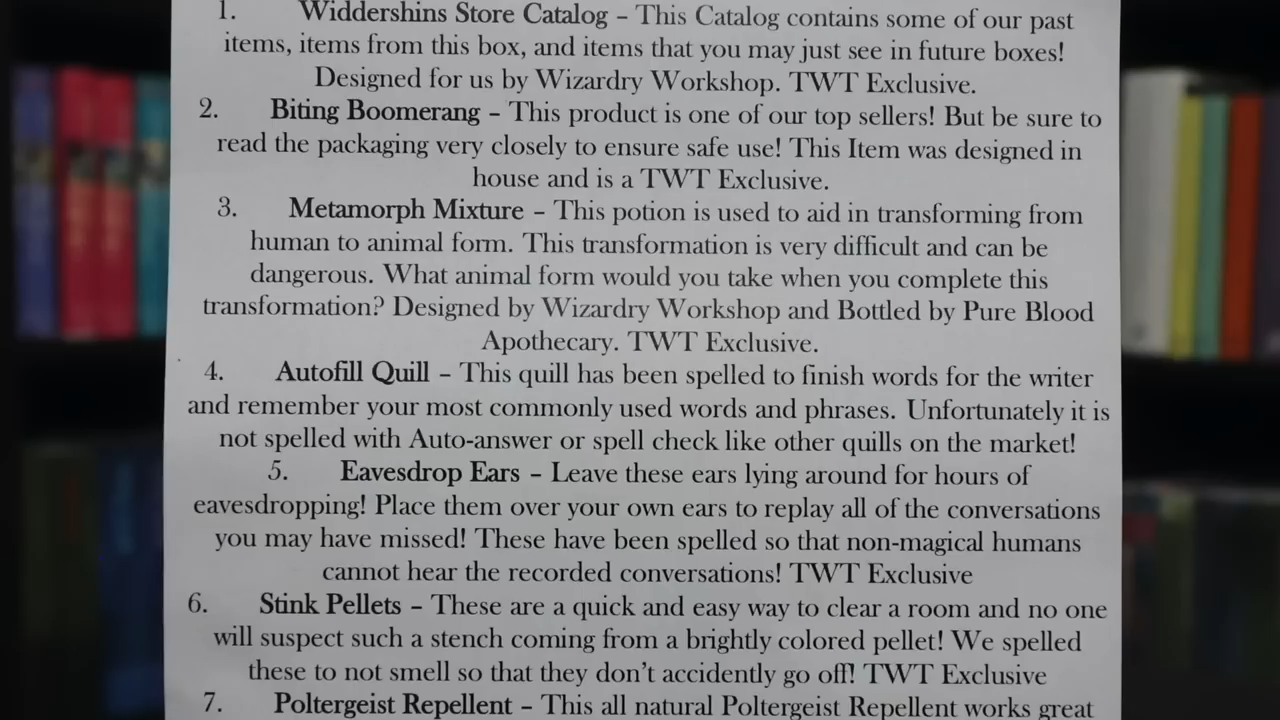 1. Widdershins Store Catalog – This Catalog contains some of our past
items, items from this box, and items that you may just see in future boxes!
Designed for us by Wizardry Workshop. TWT Exclusive.
2. Biting Boomerang – This product is one of our top sellers! But be sure to
read the packaging very closely to ensure safe use! This Item was designed in
house and is a TWT Exclusive.
3. Metamorph Mixture – This potion is used to aid in transforming from
human to animal form. This transformation is very difficult and can be
dangerous. What animal form would you take when you complete this
transformation? Designed by Wizardry Workshop and Bottled by Pure Blood
Apothecary. TWT Exclusive.
4. Autofill Quill – This quill has been spelled to finish words for the writer
and remember your most commonly used words and phrases. Unfortunately it is
not spelled with Auto-answer or spell check like other quills on the market!
5. Eavesdrop Ears – Leave these ears lying around for hours of
eavesdropping! Place them over your own ears to replay all of the conversations
you may have missed! These have been spelled so that non-magical humans
cannot hear the recorded conversations! TWT Exclusive
6. Stink Pellets – These are a quick and easy way to clear a room and no one
will suspect such a stench coming from a brightly colored pellet! We spelled
these to not smell so that they don't accidently go off! TWT Exclusive
7. Poltergeist Repellent – This all natural Poltergeist Repellent works great